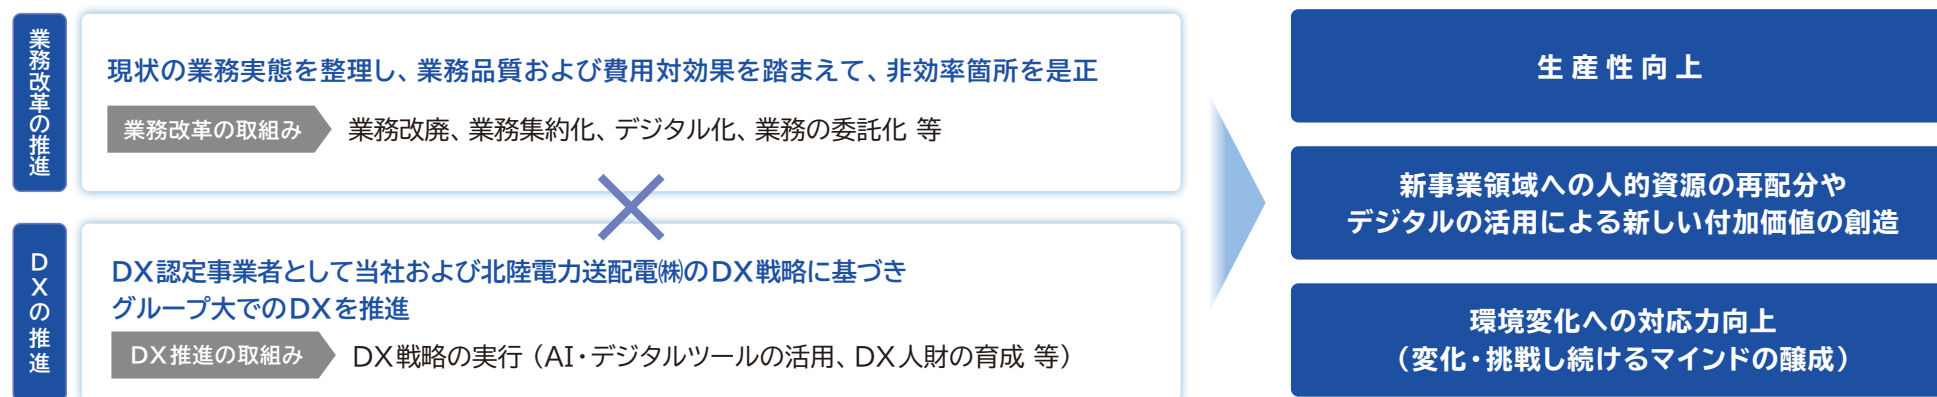 業務改革の推進
現状の業務実態を整理し、業務品質および費用対効果を踏まえて、非効率箇所を是正
業務改革の取組み
業務改廃、業務集約化、デジタル化、業務の委託化 等
×
DXの推進
DX認定事業者として当社および北陸電力送配電㈱のDX戦略に基づき
グループ大でのDXを推進
DX推進の取組み
DX戦略の実行（AI・デジタルツールの活用、DX人財の育成 等）
生産性向上
新事業領域への人的資源の再配分や
デジタルの活用による新しい付加価値の創造
環境変化への対応力向上
（変化・挑戦し続けるマインドの醸成）